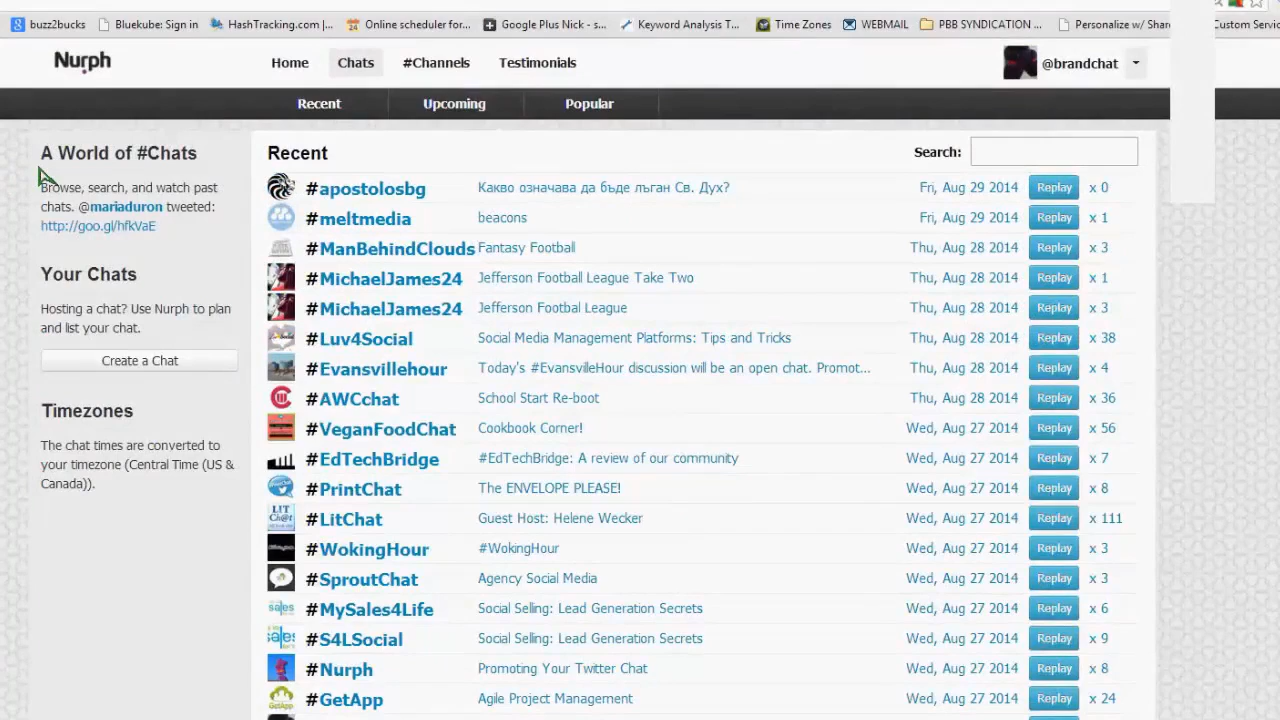 buzz2bucks Bluekube: Sign in HashTracking.com |... Online scheduler for... Google Plus Nick - s... Keyword Analysis T... Time Zones WEBMAIL PBB SYNDICATION ... Personalize w/ Shar Custom Servic
Nurph Home Chats #Channels Testimonials @brandchat
Recent Upcoming Popular
A World of #Chats
Browse, search, and watch past
chats. @mariaduron tweeted:
http://goo.gl/hfkVaE
Your Chats
Hosting a chat? Use Nurph to plan
and list your chat.
Create a Chat
Timezones
The chat times are converted to
your timezone (Central Time (US &
Canada)).
Recent Search:
#apostolosbg Какво означава да бъде лъган Св. Дух? Fri, Aug 29 2014 Replay x 0
#meltmedia beacons Fri, Aug 29 2014 Replay x 1
#ManBehindClouds Fantasy Football Thu, Aug 28 2014 Replay x 3
#MichaelJames24 Jefferson Football League Take Two Thu, Aug 28 2014 Replay x 1
#MichaelJames24 Jefferson Footbal League Thu, Aug 28 2014 Replay x 3
#Luv4Social Social Media Management Platforms: Tips and Tricks Thu, Aug 28 2014 Replay x 38
#Evansvillehour Today's #EvansvilleHour discussion will be an open chat. Promot... Thu, Aug 28 2014 Replay x 4
#AWCchat School Start Re-boot Thu, Aug 28 2014 Replay x 36
#VeganFoodChat Cookbook Corner! Wed, Aug 27 2014 Replay x 56
#EdTechBridge #EdTechBridge: A review of our community Wed, Aug 27 2014 Replay x 7
#PrintChat The ENVELOPE PLEASE! Wed, Aug 27 2014 Replay x 8
#LitChat Guest Host: Helene Wecker Wed, Aug 27 2014 Replay x 111
#WokingHour #WokingHour Wed, Aug 27 2014 Replay x 3
#SproutChat Agency Social Media Wed, Aug 27 2014 Replay x 3
#MySales4Life Social Selling: Lead Generation Secrets Wed, Aug 27 2014 Replay x 6
#S4LSocial Social Selling: Lead Generation Secrets Wed, Aug 27 2014 Replay x 9
#Nurph Promoting Your Twitter Chat Wed, Aug 27 2014 Replay x 8
#GetApp Agile Project Management Wed, Aug 27 2014 Replay x 24